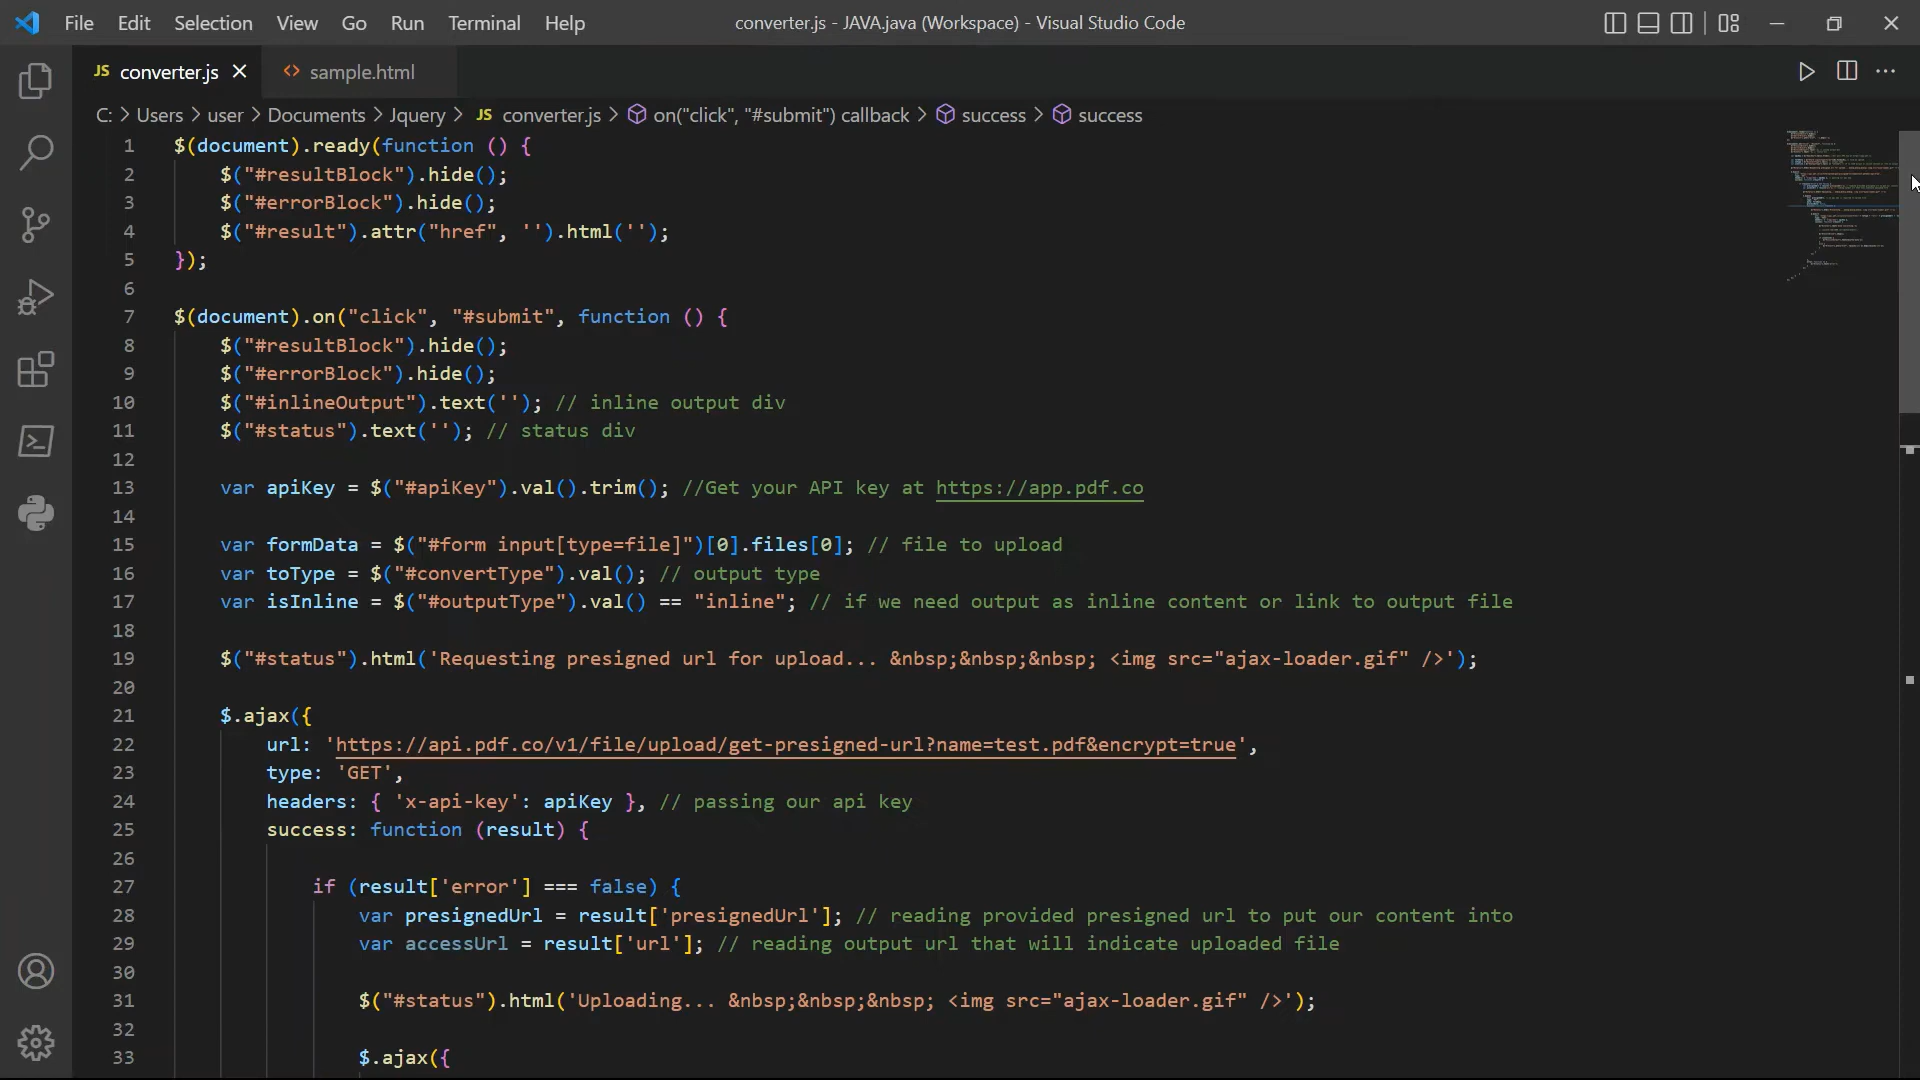 File Edit Selection View Go Run Terminal Help converter.js - JAVA.java (Workspace) - Visual Studio Code
JS converter.js <> sample.html
C: > Users > user > Documents > Jquery > JS converter.js > on("click", "#submit") callback > success > success
1 $(document).ready(function () {
2 $("#resultBlock").hide();
3 $("#errorBlock").hide();
4 $("#result").attr("href", '').html('');
5 });
6
7 $(document).on("click", "#submit", function () {
8 $("#resultBlock").hide();
9 $("#errorBlock").hide();
10 $("#inlineOutput").text(''); // inline output div
11 $("#status").text(''); // status div
12
13 var apiKey = $("#apiKey").val().trim(); //Get your API key at https://app.pdf.co
14
15 var formData = $("#form input[type=file]")[0].files[0]; // file to upload
16 var toType = $("#convertType").val(); // output type
17 var isInline = $("#outputType").val() == "inline"; // if we need output as inline content or link to output file
18
19 $("#status").html('Requesting presigned url for upload... &nbsp;&nbsp;&nbsp; <img src="ajax-loader.gif" />');
20
21 $.ajax({
22 url: 'https://api.pdf.co/v1/file/upload/get-presigned-url?name=test.pdf&encrypt=true',
23 type: 'GET',
24 headers: { 'x-api-key': apiKey }, // passing our api key
25 success: function (result) {
26
27 if (result['error'] === false) {
28 var presignedUrl = result['presignedUrl']; // reading provided presigned url to put our content into
29 var accessUrl = result['url']; // reading output url that will indicate uploaded file
30
31 $("#status").html('Uploading... &nbsp;&nbsp;&nbsp; <img src="ajax-loader.gif" />');
32
33 $.ajax({